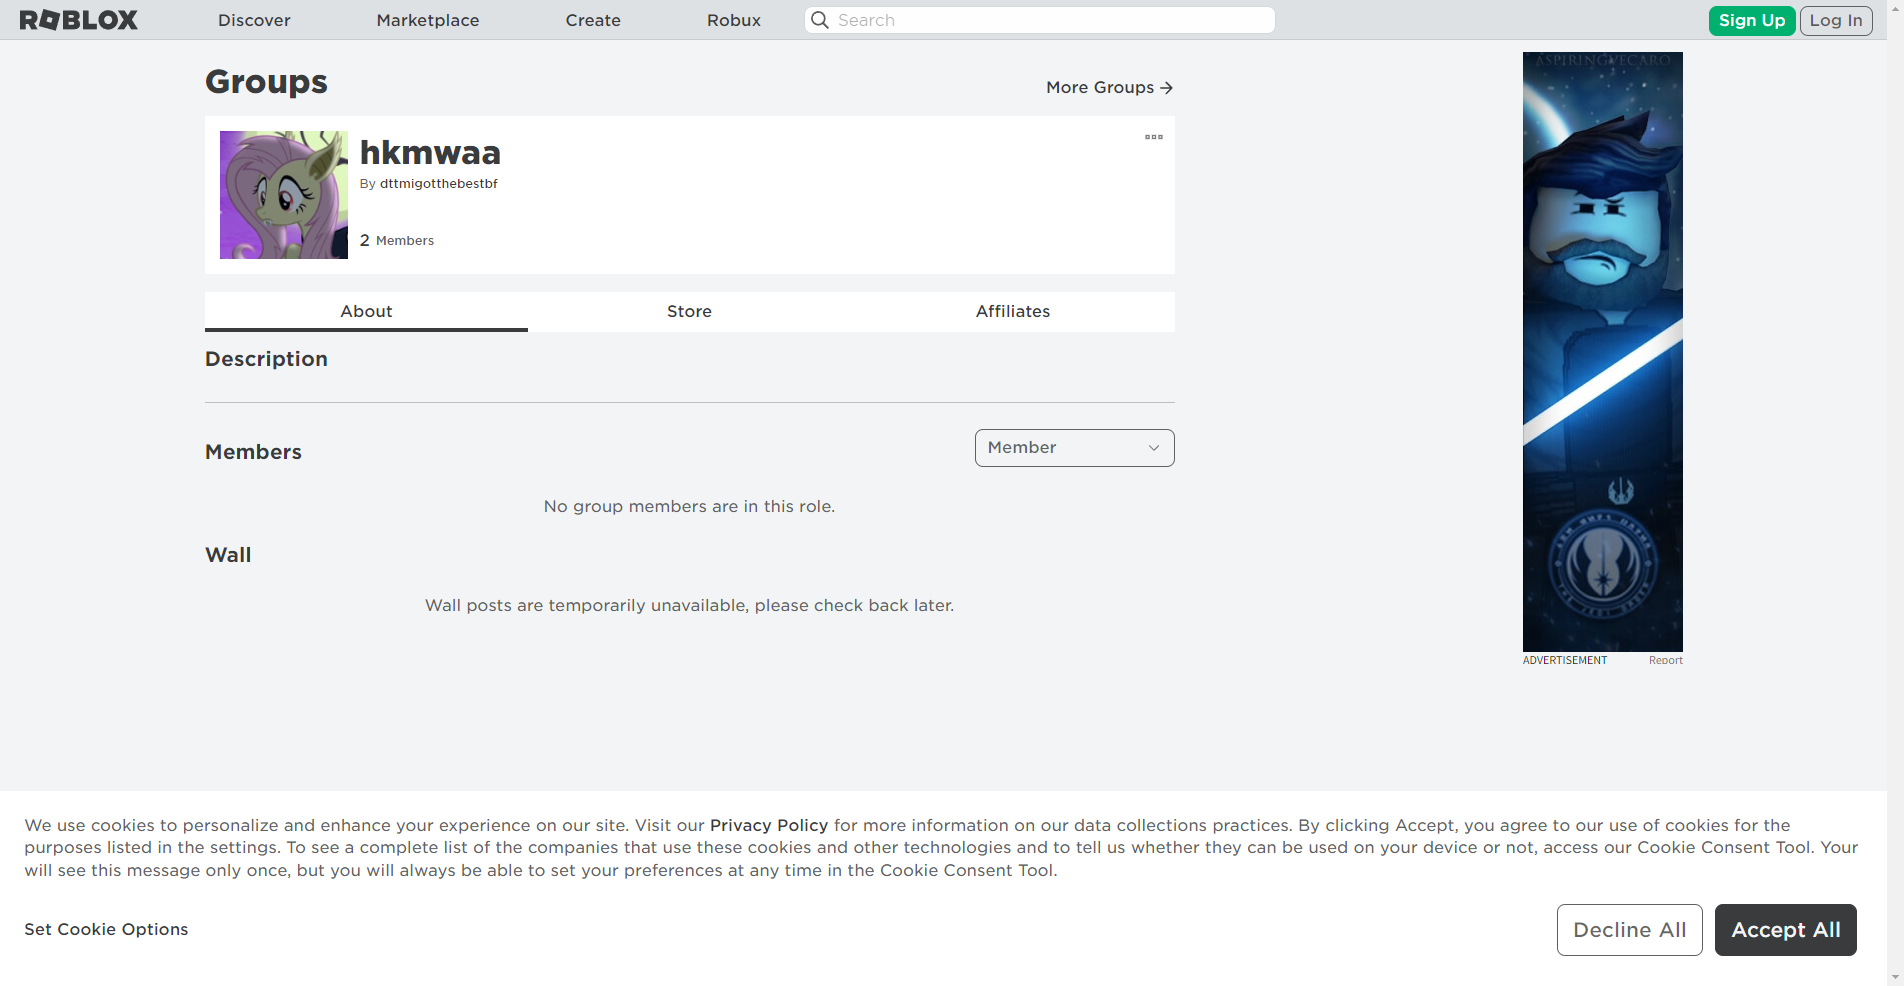 ROBLOX Discover Marketplace Create Robux Search Sign Up Log In
Groups
More Groups →
hkmwaa
By dttmigotthebestbf
2 Members
About Store Affiliates
Description
Members
Member
No group members are in this role.
Wall
Wall posts are temporarily unavailable, please check back later.
ASPIRINGVECARO
ADVERTISEMENT Report
We use cookies to personalize and enhance your experience on our site. Visit our Privacy Policy for more information on our data collections practices. By clicking Accept, you agree to our use of cookies for the
purposes listed in the settings. To see a complete list of the companies that use these cookies and other technologies and to tell us whether they can be used on your device or not, access our Cookie Consent Tool. Your
will see this message only once, but you will always be able to set your preferences at any time in the Cookie Consent Tool.
Set Cookie Options
Decline All
Accept All